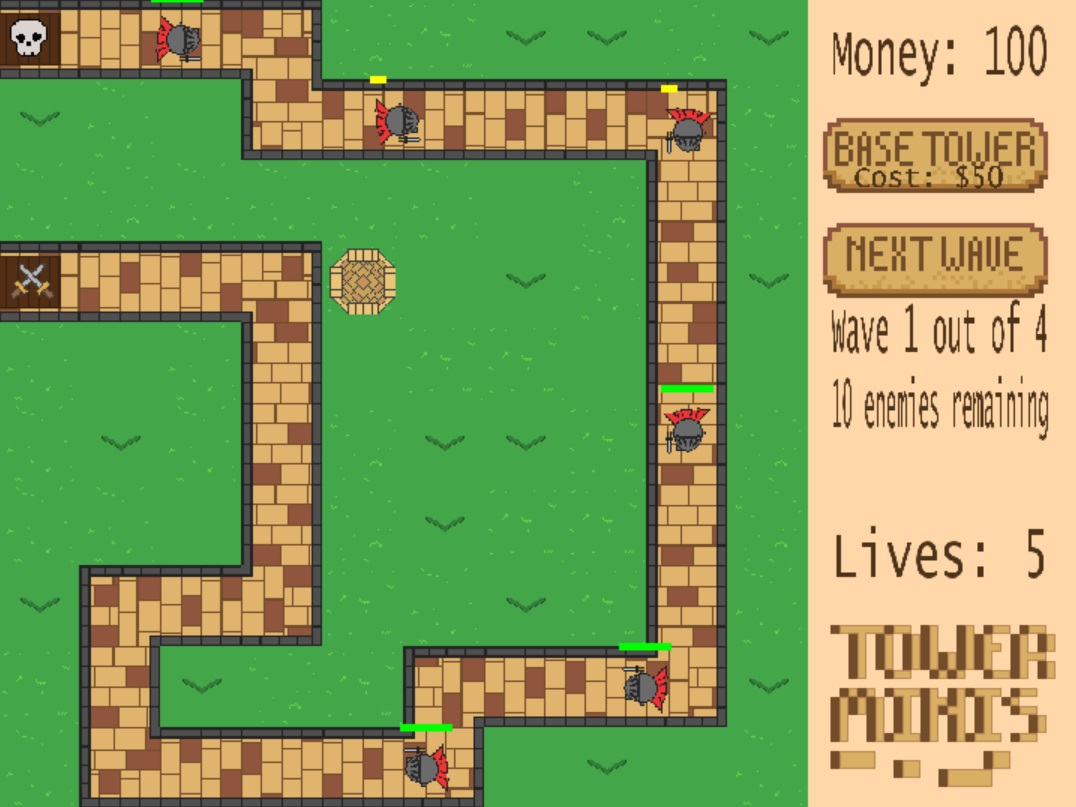 Money: 100
BASE TOWER
Cost: $50
NEXT WAVE
Wave 1 out of 4
10 enemies remaining
Lives: 5
TOWER
MINIS